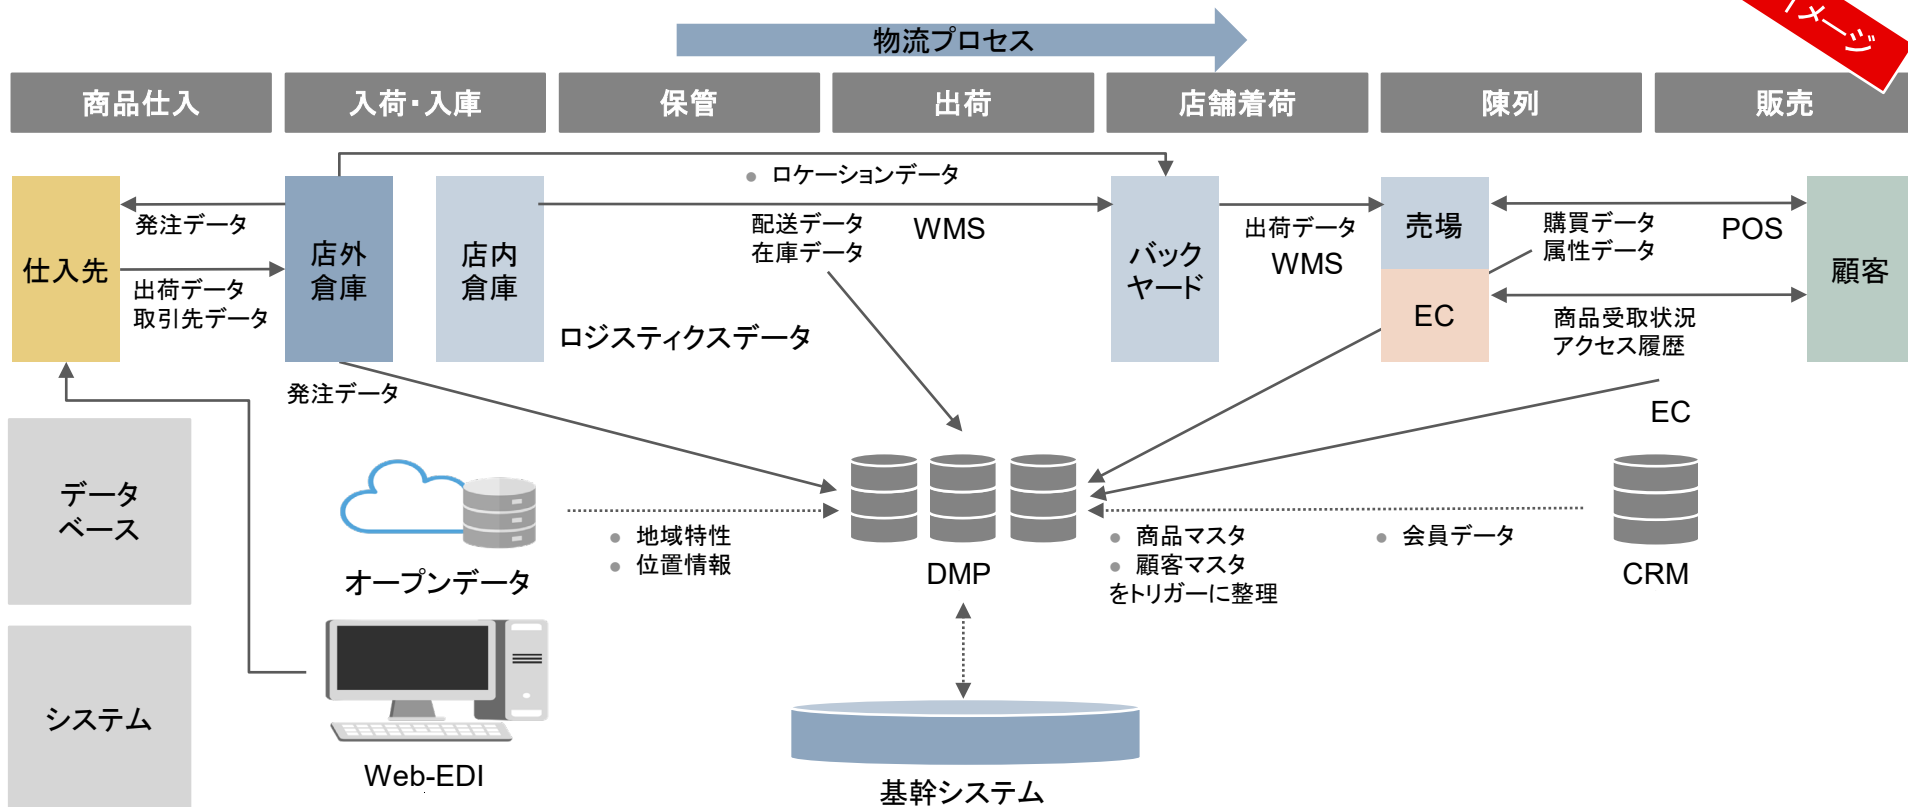 イメージ
物流プロセス
商品仕入
入荷・入庫
保管
出荷
店舗着荷
陳列
販売
仕入先
発注データ
出荷データ
取引先データ
店外
倉庫
店内
倉庫
ロケーションデータ
配送データ
在庫データ
WMS
ロジスティクスデータ
バック
ヤード
出荷データ
WMS
売場
EC
購買データ
属性データ
POS
商品受取状況
アクセス履歴
顧客
EC
発注データ
データ
ベース
オープンデータ
地域特性
位置情報
DMP
商品マスタ
顧客マスタ
をトリガーに整理
会員データ
CRM
システム
Web-EDI
基幹システム